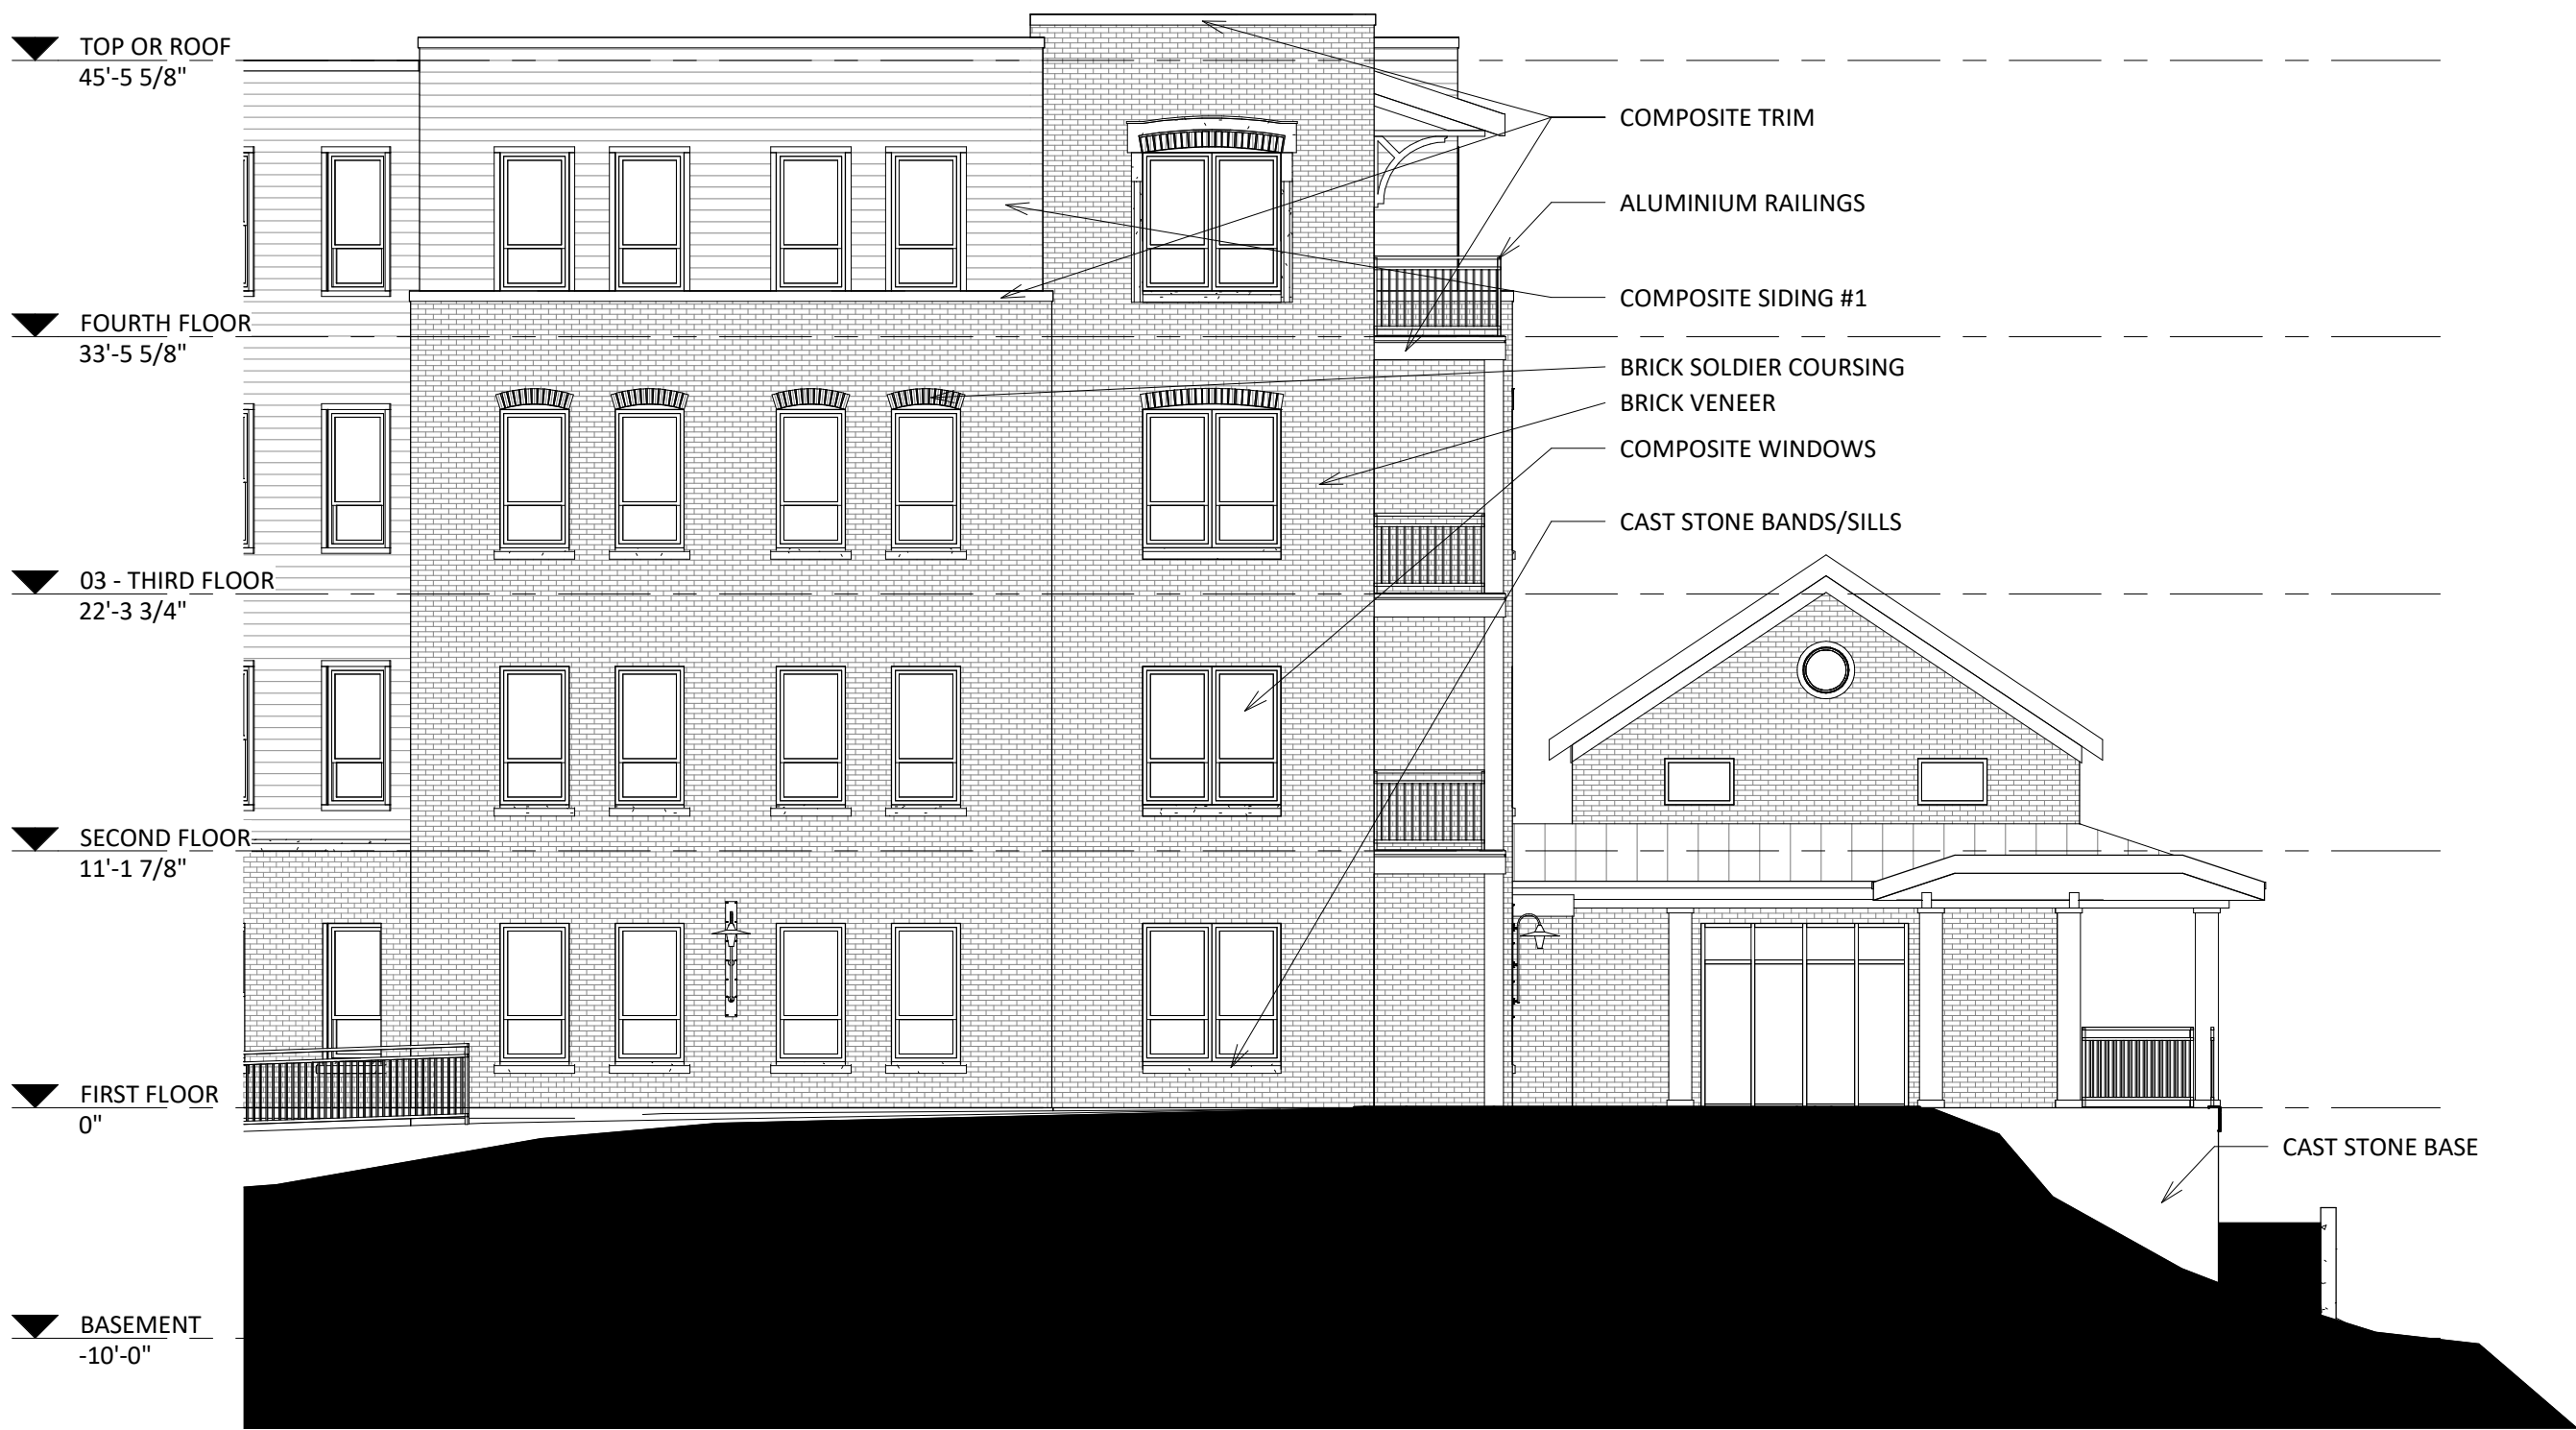 TOP OR ROOF
45'-5 5/8"
FOURTH FLOOR
33'-5 5/8"
03 - THIRD FLOOR
22'-3 3/4"
SECOND FLOOR
11'-1 7/8"
FIRST FLOOR
0"
BASEMENT
-10'-0"
COMPOSITE TRIM
ALUMINIUM RAILINGS
COMPOSITE SIDING #1
BRICK SOLDIER COURSING
BRICK VENEER
COMPOSITE WINDOWS
CAST STONE BANDS/SILLS
CAST STONE BASE